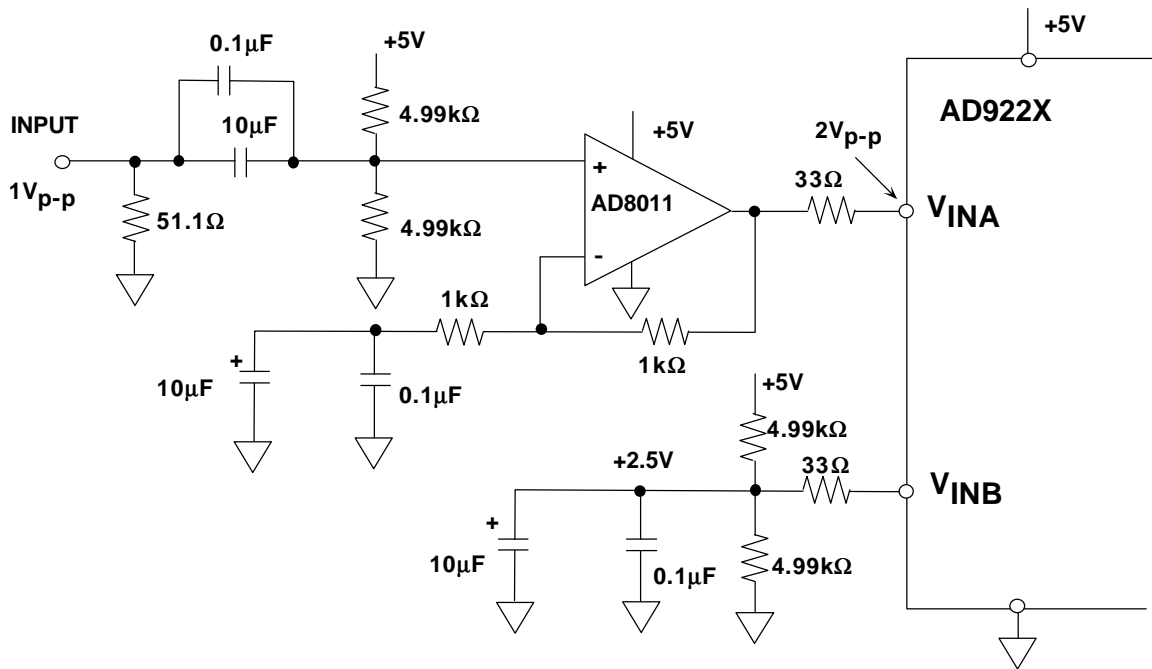 +5V
0.1μF
+5V
INPUT
10μF
4.99kΩ
+5V
AD922X
2Vp-p
1Vp-p
51.1Ω
4.99kΩ
+
AD8011
-
33Ω
VINA
1kΩ
1kΩ
+
10μF
0.1μF
+5V
4.99kΩ
+2.5V
33Ω
VINB
+
10μF
0.1μF
4.99kΩ